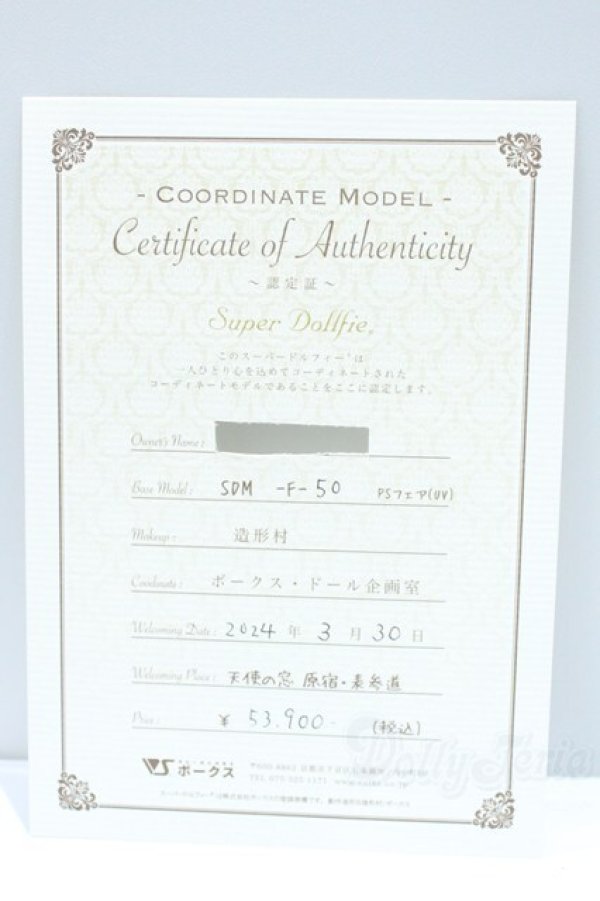 - COORDINATE MODEL -
Certificate of Authenticity
～認定証～
Super Dollfie®
このスーパードルフィー®は
一人ひとり心を込めてコーディネートされた
コーディネートモデルであることをここに認定します。
Owner's Name :
Base Model : SDM -F-50 PSフェア(UV)
Makeup : 造形村
Coordinate : ボークス・ドール企画室
Welcoming Date : 2024 年 3 月 30 日
Welcoming Place : 天使の窓 原宿・表参道
Price : ¥ 53,900- (税込)
VS ボークス
Dolly Teria